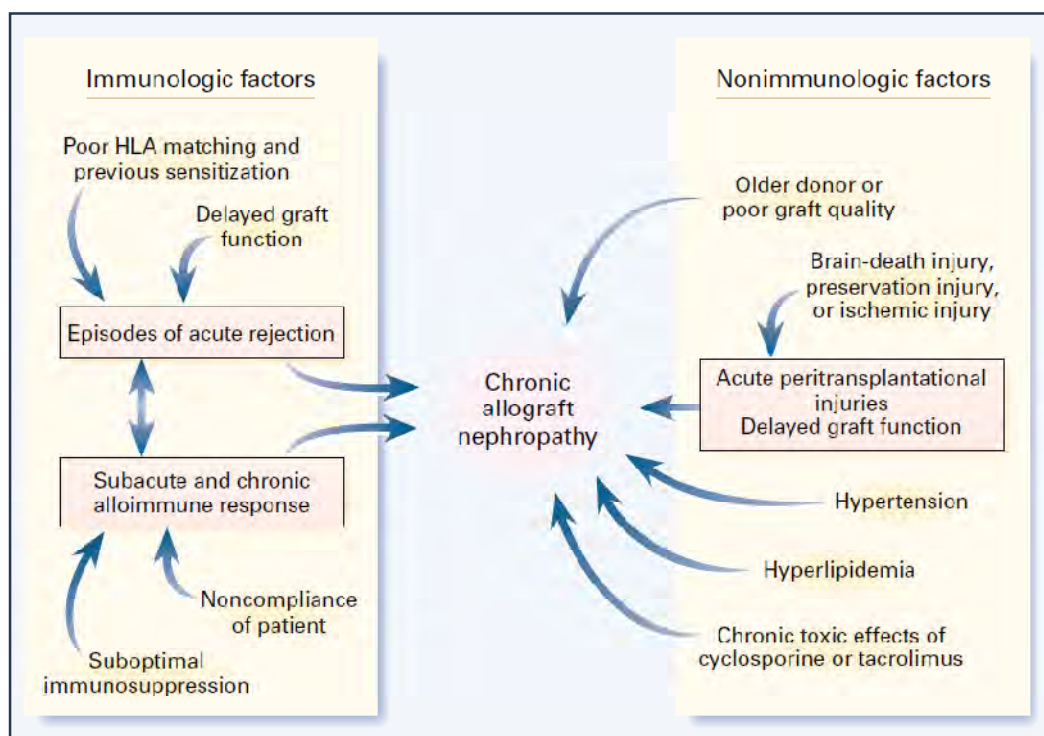 Immunologic factors
Poor HLA matching and
previous sensitization
Delayed graft
function
Episodes of acute rejection
Subacute and chronic
alloimmune response
Noncompliance
of patient
Suboptimal
immunosuppression
Chronic
allograft
nephropathy
Nonimmunologic factors
Older donor or
poor graft quality
Brain-death injury,
preservation injury,
or ischemic injury
Acute peritransplantational
injuries
Delayed graft function
Hypertension
Hyperlipidemia
Chronic toxic effects of
cyclosporine or tacrolimus